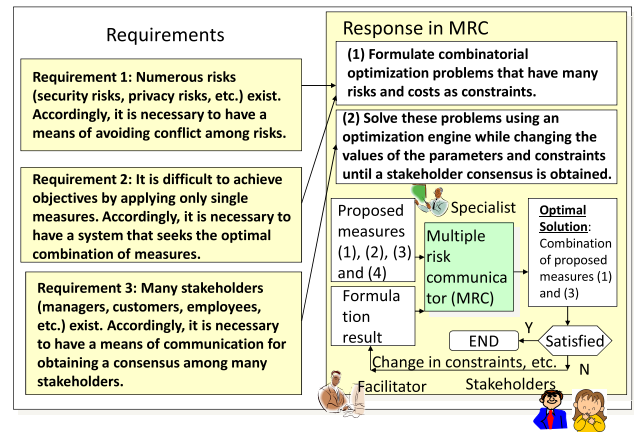 Requirements
Requirement 1: Numerous risks
(security risks, privacy risks, etc.) exist.
Accordingly, it is necessary to have a
means of avoiding conflict among risks.
Requirement 2: It is difficult to achieve
objectives by applying only single
measures. Accordingly, it is necessary to
have a system that seeks the optimal
combination of measures.
Requirement 3: Many stakeholders
(managers, customers, employees,
etc.) exist. Accordingly, it is necessary
to have a means of communication for
obtaining a consensus among many
stakeholders.
Response in MRC
(1) Formulate combinatorial
optimization problems that have many
risks and costs as constraints.
(2) Solve these problems using an
optimization engine while changing the
values of the parameters and constraints
until a stakeholder consensus is obtained.
Specialist
Proposed
measures
(1), (2), (3)
and (4)
Formula
tion
result
Multiple
risk
communica
tor (MRC)
Optimal
Solution:
Combination
of proposed
measures (1)
and (3)
Y
END
Satisfied
N
Change in constraints, etc.
Facilitator
Stakeholders